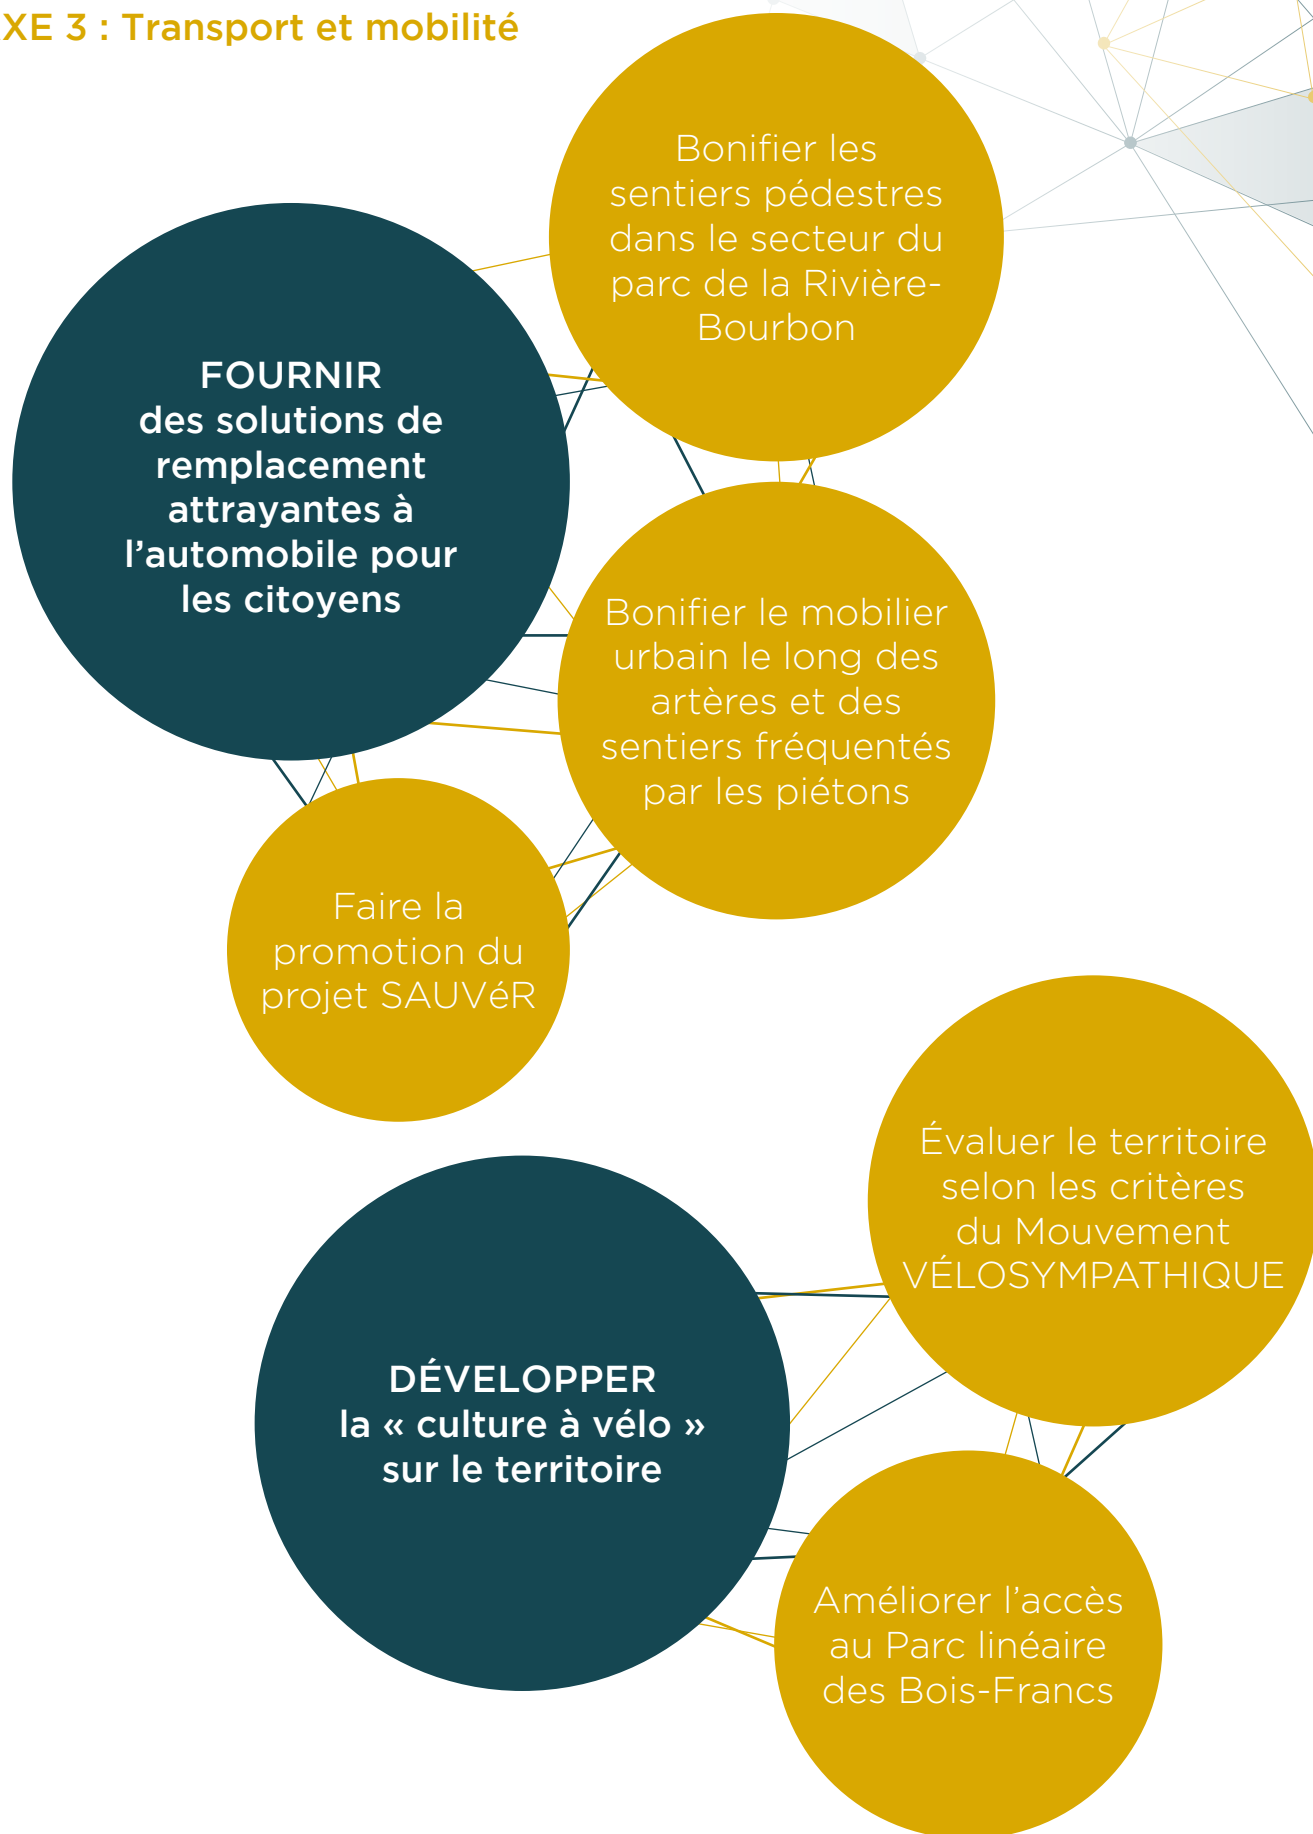 XE 3 : Transport et mobilité
Bonifier les
sentiers pédestres
dans le secteur du
parc de la Rivière-
Bourbon
FOURNIR
des solutions de
remplacement
attrayantes à
l’automobile pour
les citoyens
Bonifier le mobilier
urbain le long des
artères et des
sentiers fréquentés
par les piétons
Faire la
promotion du
projet SAUVéR
Évaluer le territoire
selon les critères
du Mouvement
VÉLOSYMPATHIQUE
DÉVELOPPER
la « culture à vélo »
sur le territoire
Améliorer l’accès
au Parc linéaire
des Bois-Francs